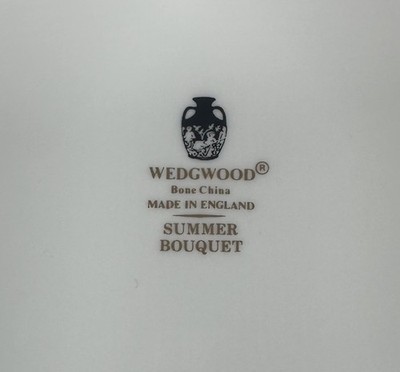 WEDGWOOD®
Bone China
MADE IN ENGLAND
SUMMER
BOUQUET